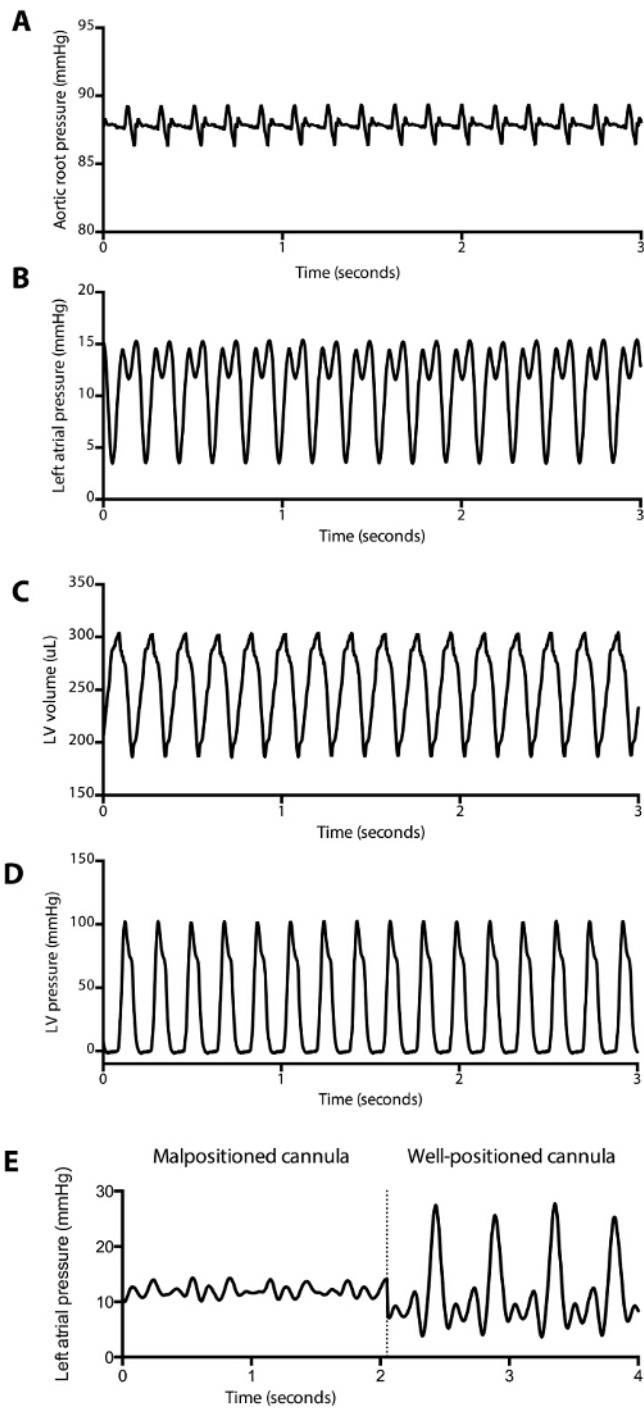 A
Aortic root pressure (mmHg)
95
90
85
80
0
1
2
3
Time (seconds)
B
Left atrial pressure (mmHg)
20
15
10
5
0
0
1
2
3
Time (seconds)
C
LV volume (uL)
350
300
250
200
150
0
1
2
3
Time (seconds)
D
LV pressure (mmHg)
150
100
50
0
0
1
2
3
Time (seconds)
E
Malpositioned cannula
Well-positioned cannula
Left atrial pressure (mmHg)
30
20
10
0
0
1
2
3
4
Time (seconds)